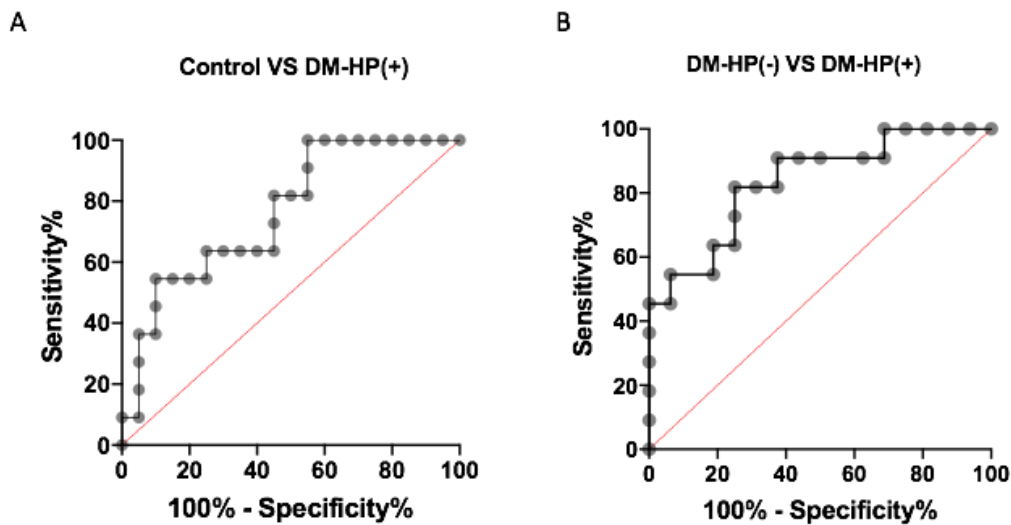 A
B
Control VS DM-HP(+)
DM-HP(-) VS DM-HP(+)
100
80
60
40
20
0
Sensitivity%
0 20 40 60 80 100
100% - Specificity%
100
80
60
40
20
0
Sensitivity%
0 20 40 60 80 100
100% - Specificity%